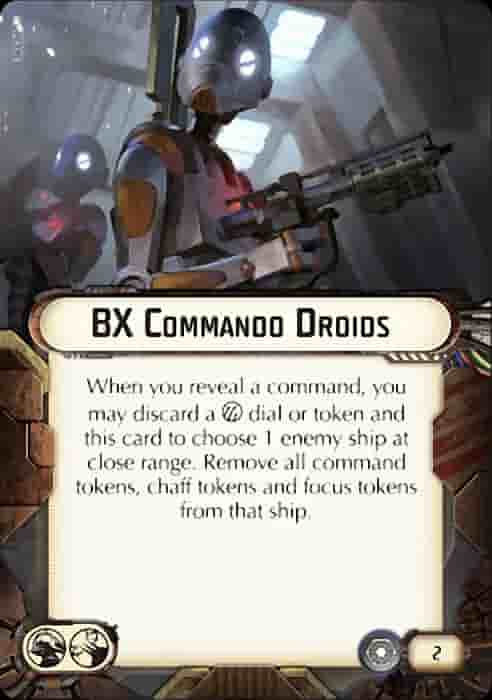 BX Commando Droids
When you reveal a command, you
may discard a dial or token and
this card to choose 1 enemy ship at
close range. Remove all command
tokens, chaff tokens and focus tokens
from that ship.
2